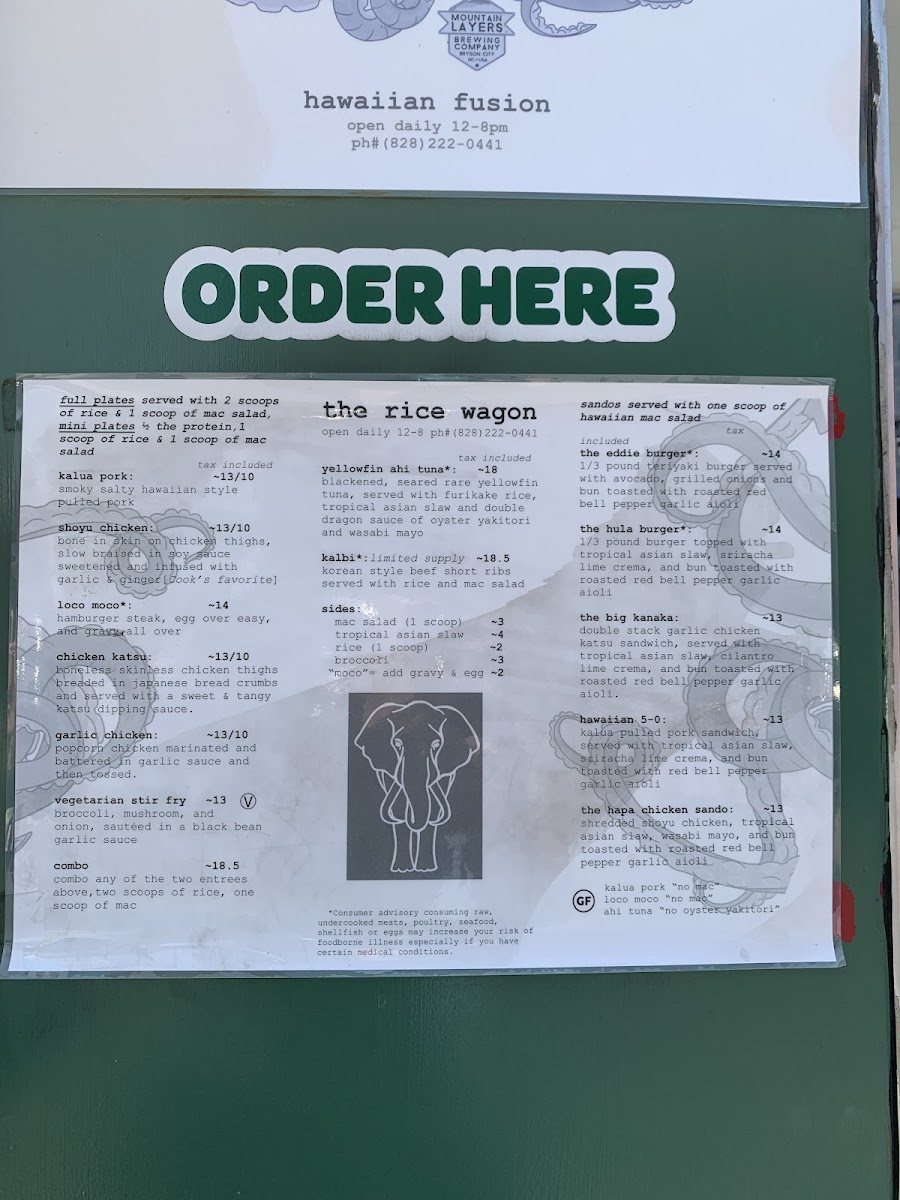 MOUNTAIN
LAYERS
BREWING
COMPANY
BRYSON CITY
NC • USA
hawaiian fusion
open daily 12-8pm
ph#(828)222-0441
ORDER HERE
full plates served with 2 scoops
of rice & 1 scoop of mac salad,
mini plates ½ the protein,1
scoop of rice & 1 scoop of mac
salad
tax included
kalua pork: ~13/10
smoky salty hawaiian style
pulled pork
shoyu chicken: ~13/10
bone in skin on chicken thighs,
slow braised in soy sauce
sweetened and infused with
garlic & ginger[Cook's favorite]
loco moco*: ~14
hamburger steak, egg over easy,
and gravy all over
chicken katsu: ~13/10
boneless skinless chicken thighs
breeded in japanese bread crumbs
and served with a sweet & tangy
katsu dipping sauce.
garlic chicken: ~13/10
popcorn chicken marinated and
battered in garlic sauce and
then tossed.
vegetarian stir fry ~13 V
broccoli, mushroom, and
onion, sautéed in a black bean
garlic sauce
combo ~18.5
combo any of the two entrees
above,two scoops of rice, one
scoop of mac
the rice wagon
open daily 12-8 ph#(828)222-0441
tax included
yellowfin ahi tuna*: ~18
blackened, seared rare yellowfin
tuna, served with furikake rice,
tropical asian slaw and double
dragon sauce of oyster yakitori
and wasabi mayo
kalbi*:limited supply ~18.5
korean style beef short ribs
served with rice and mac salad
sides:
mac salad (1 scoop) ~3
tropical asian slaw ~4
rice (1 scoop) ~2
broccoli ~3
"moco"= add gravy & egg ~2
*Consumer advisory consuming raw,
undercooked meats, poultry, seafood,
shellfish or eggs may increase your risk of
foodborne illness especially if you have
certain medical conditions.
sandos served with one scoop of
hawaiian mac salad
tax
included
the eddie burger*: ~14
1/3 pound teriyaki burger served
with avocado, grilled onions and
bun toasted with roasted red
bell pepper garlic aioli
the hula burger*: ~14
1/3 pound burger topped with
tropical asian slaw, sriracha
lime crema, and bun toasted with
roasted red bell pepper garlic
aioli
the big kanaka: ~13
double stack garlic chicken
katsu sandwich, served with
tropical asian slaw, cilantro
lime crema, and bun toasted with
roasted red bell pepper garlic
aioli.
hawaiian 5-0: ~13
kalua pulled pork sandwich,
served with tropical asian slaw,
sriracha lime crema, and bun
toasted with red bell pepper
garlic aioli
the hapa chicken sando: ~13
shredded shoyu chicken, tropical
asian slaw, wasabi mayo, and bun
toasted with roasted red bell
pepper garlic aioli
GF
kalua pork "no mac"
loco moco "no mac"
ahi tuna "no oyster yakitori"